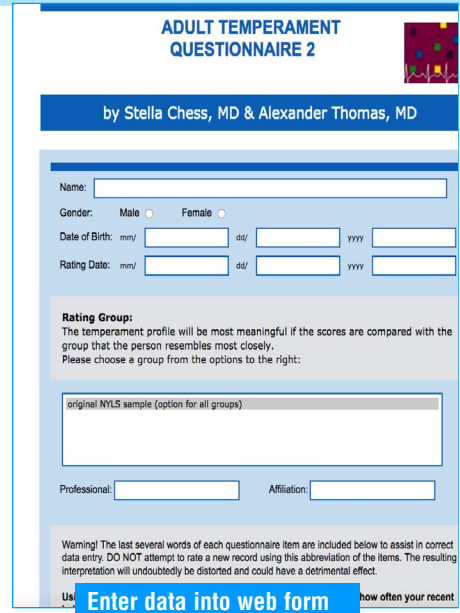 ADULT TEMPERAMENT
QUESTIONNAIRE 2
by Stella Chess, MD & Alexander Thomas, MD
Name:
Gender: Male Female
Date of Birth: mm/ dd/ yyyy
Rating Date: mm/ dd/ yyyy
Rating Group:
The temperament profile will be most meaningful if the scores are compared with the
group that the person resembles most closely.
Please choose a group from the options to the right:
original NYLS sample (option for all groups)
Professional: Affiliation:
Warning! The last several words of each questionnaire item are included below to assist in correct
data entry. DO NOT attempt to rate a new record using this abbreviation of the items. The resulting
interpretation will undoubtedly be distorted and could have a detrimental effect.
how often your recent
Enter data into web form